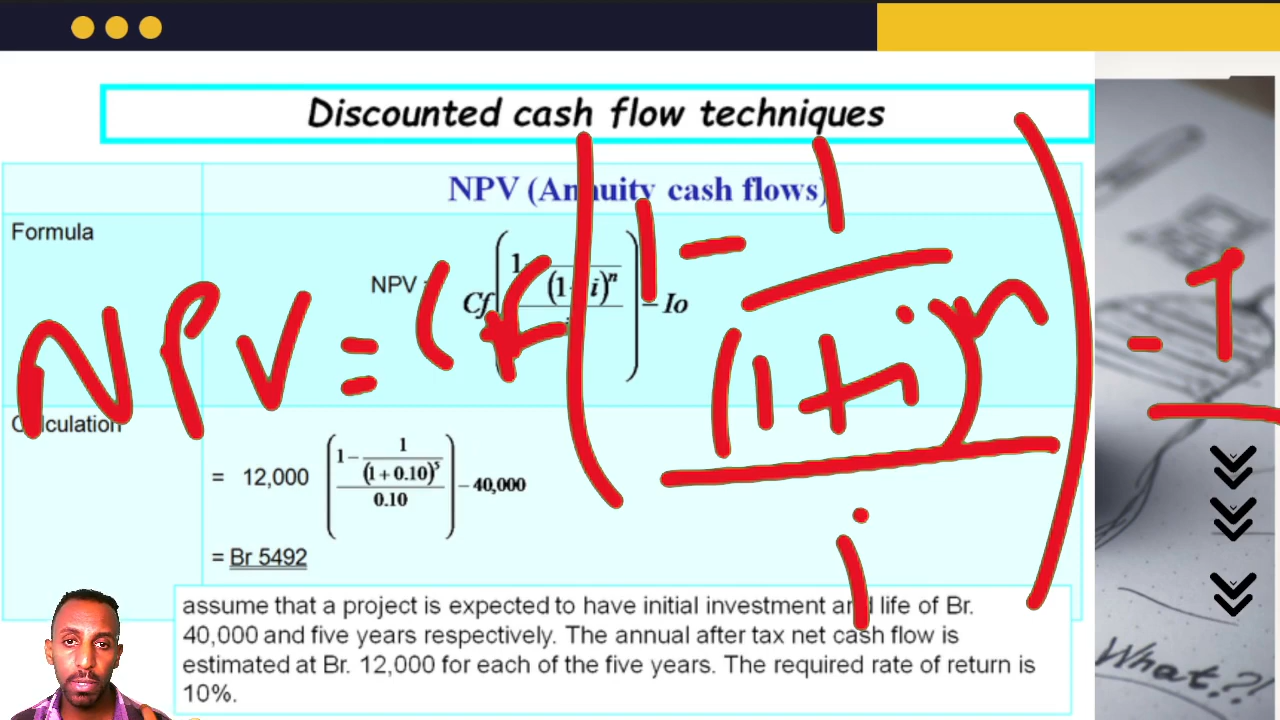 Discounted cash flow techniques
NPV (Annuity cash flows)
Formula
NPV = Cf(1 - 1/(1+i)^n / i) - Io
NPV = CF(1 - 1/(1+i)^n / i) - I
Calculation
= 12,000 (1 - 1/(1+0.10)^5 / 0.10) - 40,000
= Br 5492
assume that a project is expected to have initial investment and life of Br.
40,000 and five years respectively. The annual after tax net cash flow is
estimated at Br. 12,000 for each of the five years. The required rate of return is
10%.
What?!